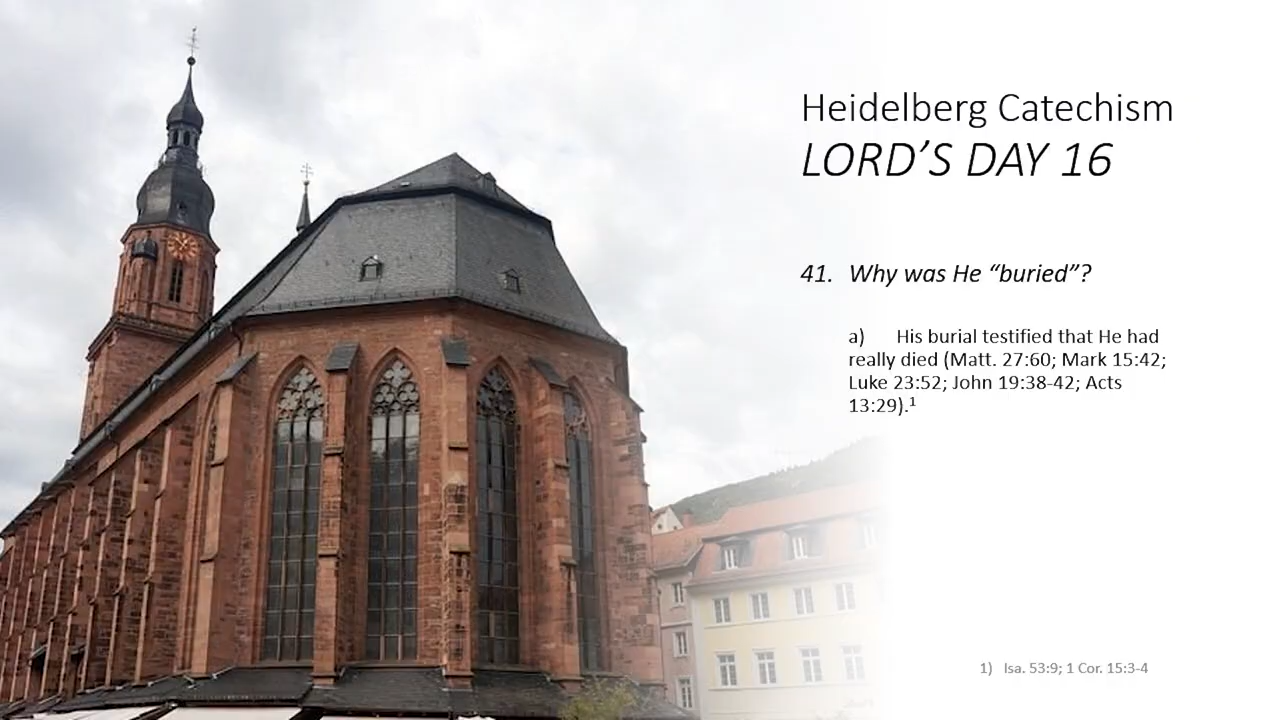 Heidelberg Catechism
LORD’S DAY 16
41. Why was He “buried”?
a) His burial testified that He had
really died (Matt. 27:60; Mark 15:42;
Luke 23:52; John 19:38-42; Acts
13:29).¹
1) Isa. 53:9; 1 Cor. 15:3-4